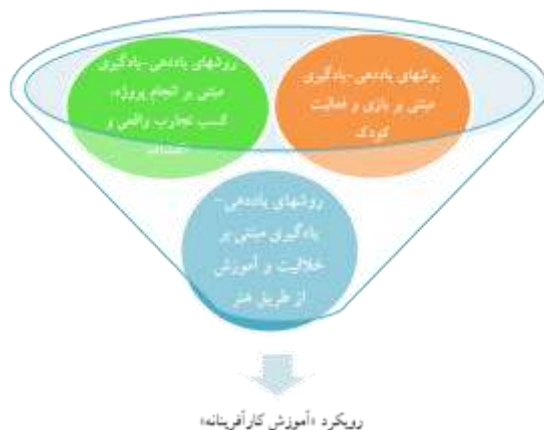 روشهای یاددهی-یادگیری
مبتنی بر انجام پروژه،
کسب تجارب واقعی و
روشهای یاددهی-یادگیری
مبتنی بر بازی و فعالیت
کودک
روشهای یاددهی-
یادگیری مبتنی بر
خلاقیت و آموزش
از طریق هنر
رویکرد «آموزش کارآفرینانه»